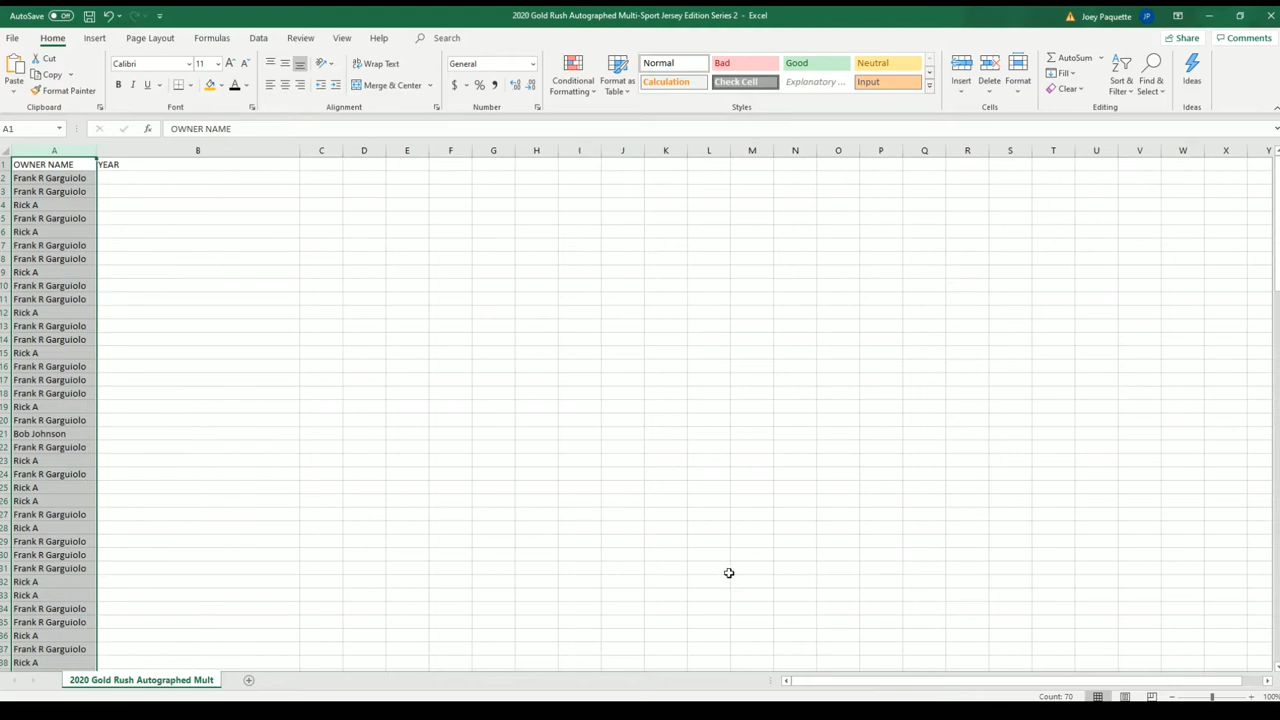 AutoSave Off 2020 Gold Rush Autographed Multi-Sport Jersey Edition Series 2 - Excel Joey Paquette JP
File Home Insert Page Layout Formulas Data Review View Help Search Share Comments
Paste Cut Copy Format Painter Clipboard
Calibri 11 A A B I U A Font
Wrap Text Merge & Center Alignment
General $ % Number
Conditional Formatting Format as Table Normal Bad Good Neutral Calculation Check Cell Explanatory ... Input Styles
Insert Delete Format Cells
AutoSum Fill Clear Sort & Filter Find & Select Editing
Ideas Ideas
A1 fx OWNER NAME
A B C D E F G H I J K L M N O P Q R S T U V W X Y
1 OWNER NAME YEAR
2 Frank R Garguiolo
3 Frank R Garguiolo
4 Rick A
5 Frank R Garguiolo
6 Rick A
7 Frank R Garguiolo
8 Frank R Garguiolo
9 Rick A
10 Frank R Garguiolo
11 Frank R Garguiolo
12 Rick A
13 Frank R Garguiolo
14 Frank R Garguiolo
15 Rick A
16 Frank R Garguiolo
17 Frank R Garguiolo
18 Frank R Garguiolo
19 Rick A
20 Frank R Garguiolo
21 Bob Johnson
22 Frank R Garguiolo
23 Rick A
24 Frank R Garguiolo
25 Rick A
26 Rick A
27 Frank R Garguiolo
28 Rick A
29 Frank R Garguiolo
30 Frank R Garguiolo
31 Frank R Garguiolo
32 Rick A
33 Rick A
34 Frank R Garguiolo
35 Frank R Garguiolo
36 Rick A
37 Frank R Garguiolo
38 Rick A
2020 Gold Rush Autographed Mult
Count: 70 100%